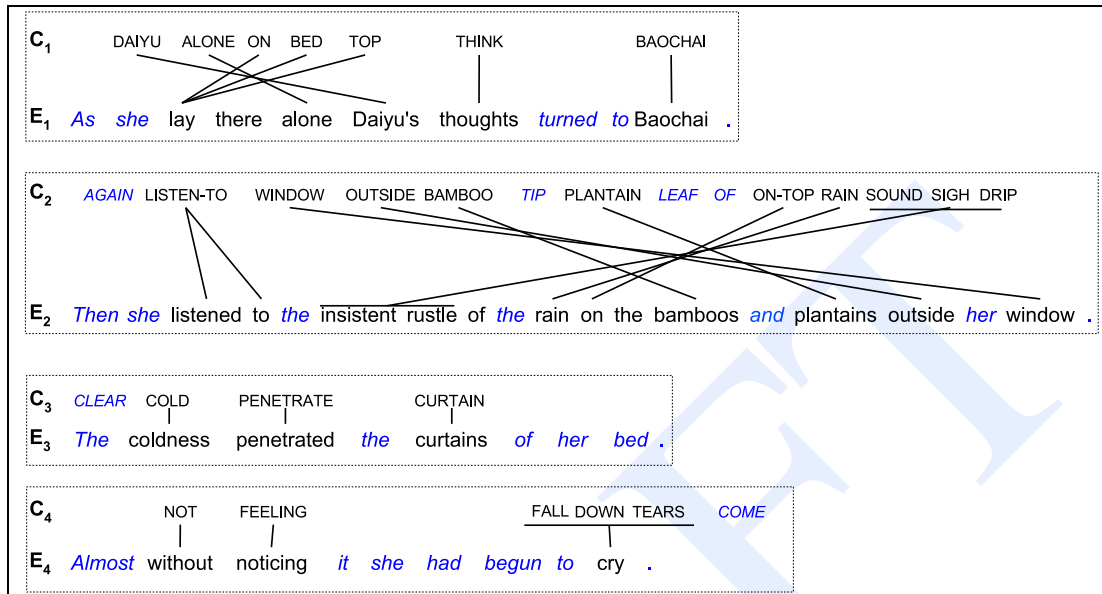 C1 DAIYU ALONE ON BED TOP THINK BAOCHAI
E1 As she lay there alone Daiyu's thoughts turned to Baochai .
C2 AGAIN LISTEN-TO WINDOW OUTSIDE BAMBOO TIP PLANTAIN LEAF OF ON-TOP RAIN SOUND SIGH DRIP
E2 Then she listened to the insistent rustle of the rain on the bamboos and plantains outside her window .
C3 CLEAR COLD PENETRATE CURTAIN
E3 The coldness penetrated the curtains of her bed .
C4 NOT FEELING FALL DOWN TEARS COME
E4 Almost without noticing it she had begun to cry .
FT